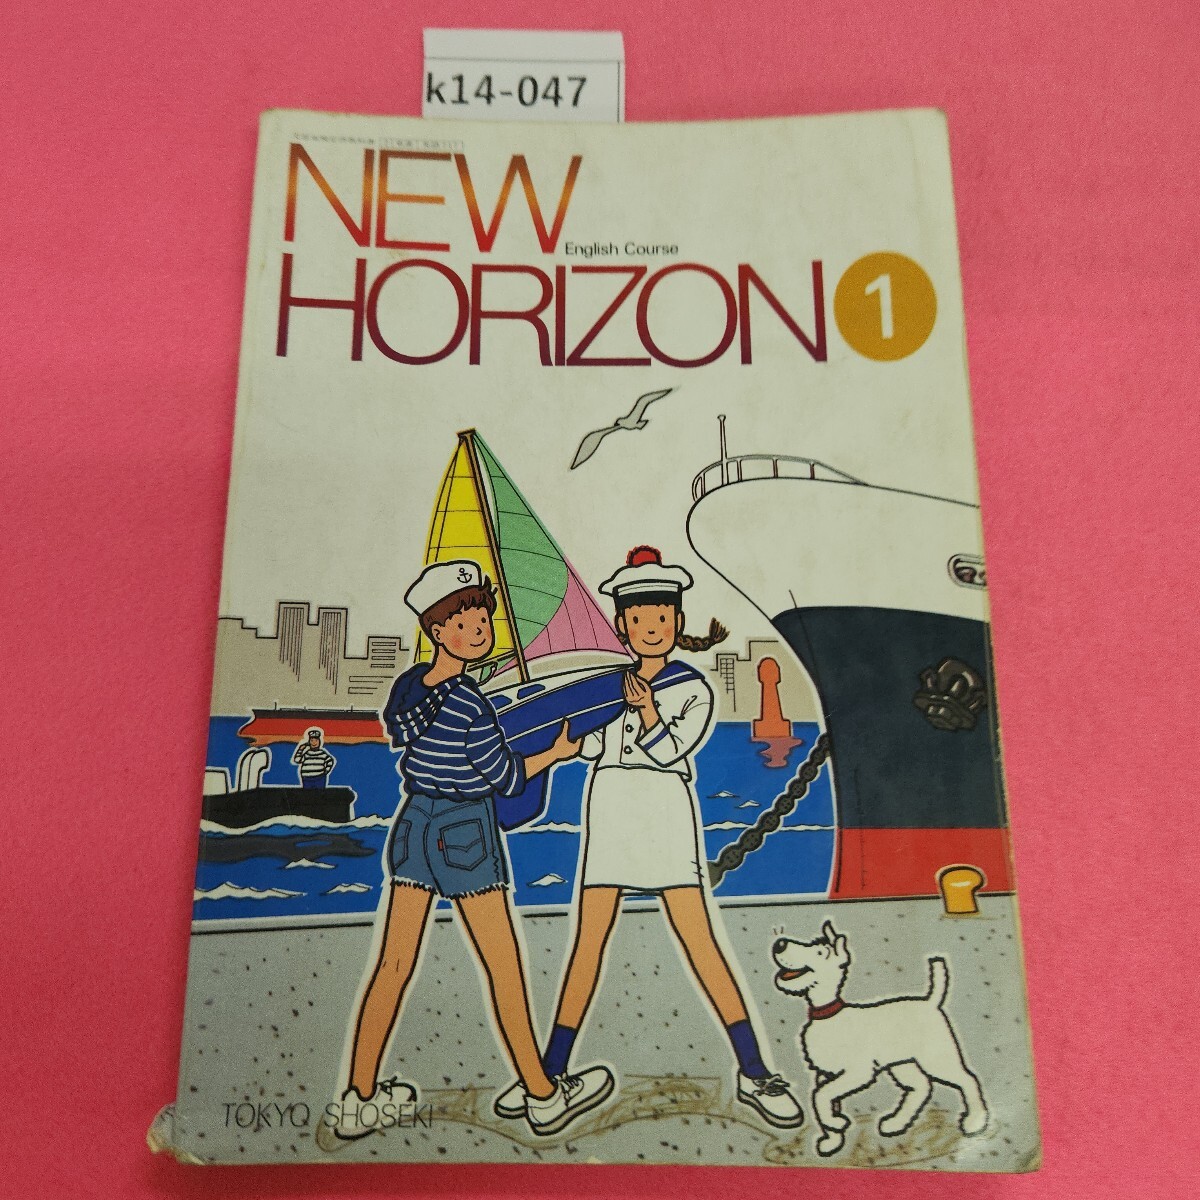 k14-047
NEW
English Course
HORIZON 1
TOKYO SHOSEKI